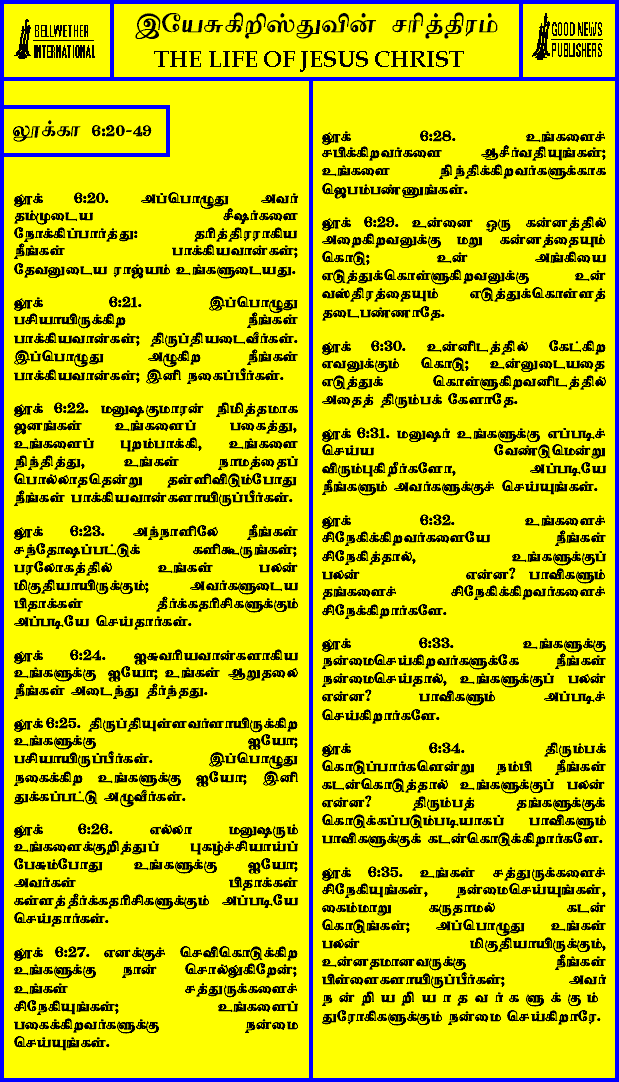 BELLWETHER
INTERNATIONAL
இயேசுகிறிஸ்துவின் சரித்திரம்
THE LIFE OF JESUS CHRIST
GOOD NEWS
PUBLISHERS
லூக்கா 6:20-49
லூக் 6:20. அப்பொழுது அவர்
தம்முடைய சீஷர்களை
நோக்கிப்பார்த்து: தரித்திரராகிய
நீங்கள் பாக்கியவான்கள்;
தேவனுடைய ராஜ்யம் உங்களுடையது.
லூக் 6:21. இப்பொழுது
பசியாயிருக்கிற நீங்கள்
பாக்கியவான்கள்; திருப்தியடைவீர்கள்.
இப்பொழுது அழுகிற நீங்கள்
பாக்கியவான்கள்; இனி நகைப்பீர்கள்.
லூக் 6:22. மனுஷகுமாரன் நிமித்தமாக
ஜனங்கள் உங்களைப் பகைத்து,
உங்களைப் புறம்பாக்கி, உங்களை
நிந்தித்து, உங்கள் நாமத்தைப்
பொல்லாததென்று தள்ளிவிடும்போது
நீங்கள் பாக்கியவான்களாயிருப்பீர்கள்.
லூக் 6:23. அந்நாளிலே நீங்கள்
சந்தோஷப்பட்டுக் களிகூருங்கள்;
பரலோகத்தில் உங்கள் பலன்
மிகுதியாயிருக்கும்; அவர்களுடைய
பிதாக்கள் தீர்க்கதரிசிகளுக்கும்
அப்படியே செய்தார்கள்.
லூக் 6:24. ஐசுவரியவான்களாகிய
உங்களுக்கு ஐயோ; உங்கள் ஆறுதலை
நீங்கள் அடைந்து தீர்ந்தது.
லூக் 6:25. திருப்தியுள்ளவர்ளாயிருக்கிற
உங்களுக்கு ஐயோ;
பசியாயிருப்பீர்கள். இப்பொழுது
நகைக்கிற உங்களுக்கு ஐயோ; இனி
துக்கப்பட்டு அழுவீர்கள்.
லூக் 6:26. எல்லா மனுஷரும்
உங்களைக்குறித்துப் புகழ்ச்சியாய்ப்
பேசும்போது உங்களுக்கு ஐயோ;
அவர்கள் பிதாக்கள்
கள்ளத்தீர்க்கதரிசிகளுக்கும் அப்படியே
செய்தார்கள்.
லூக் 6:27. எனக்குச் செவிகொடுக்கிற
உங்களுக்கு நான் சொல்லுகிறேன்;
உங்கள் சத்துருக்களைச்
சிநேகியுங்கள்; உங்களைப்
பகைக்கிறவர்களுக்கு நன்மை
செய்யுங்கள்.
லூக் 6:28. உங்களைச்
சபிக்கிறவர்களை ஆசீர்வதியுங்கள்;
உங்களை நிந்திக்கிறவர்களுக்காக
ஜெபம்பண்ணுங்கள்.
லூக் 6:29. உன்னை ஒரு கன்னத்தில்
அறைகிறவனுக்கு மறு கன்னத்தையும்
கொடு; உன் அங்கியை
எடுத்துக்கொள்ளுகிறவனுக்கு உன்
வஸ்திரத்தையும் எடுத்துக்கொள்ளத்
தடைபண்ணாதே.
லூக் 6:30. உன்னிடத்தில் கேட்கிற
எவனுக்கும் கொடு; உன்னுடையதை
எடுத்துக் கொள்ளுகிறவனிடத்தில்
அதைத் திரும்பக் கேளாதே.
லூக் 6:31. மனுஷர் உங்களுக்கு எப்படிச்
செய்ய வேண்டுமென்று
விரும்புகிறீர்களோ, அப்படியே
நீங்களும் அவர்களுக்குச் செய்யுங்கள்.
லூக் 6:32. உங்களைச்
சிநேகிக்கிறவர்களையே நீங்கள்
சிநேகித்தால், உங்களுக்குப்
பலன் என்ன? பாவிகளும்
தங்களைச் சிநேகிக்கிறவர்களைச்
சிநேக்கிறார்களே.
லூக் 6:33. உங்களுக்கு
நன்மைசெய்கிறவர்களுக்கே நீங்கள்
நன்மைசெய்தால், உங்களுக்குப் பலன்
என்ன? பாவிகளும் அப்படிச்
செய்கிறார்களே.
லூக் 6:34. திரும்பக்
கொடுப்பார்களென்று நம்பி நீங்கள்
கடன்கொடுத்தால் உங்களுக்குப் பலன்
என்ன? திரும்பத் தங்களுக்குக்
கொடுக்கப்படும்படியாகப் பாவிகளும்
பாவிகளுக்குக் கடன்கொடுக்கிறார்களே.
லூக் 6:35. உங்கள் சத்துருக்களைச்
சிநேகியுங்கள், நன்மைசெய்யுங்கள்,
கைம்மாறு கருதாமல் கடன்
கொடுங்கள்; அப்பொழுது உங்கள்
பலன் மிகுதியாயிருக்கும்,
உன்னதமானவருக்கு நீங்கள்
பிள்ளைகளாயிருப்பீர்கள்; அவர்
நன்றியறியாதவர்களுக்கும்
துரோகிகளுக்கும் நன்மை செய்கிறாரே.